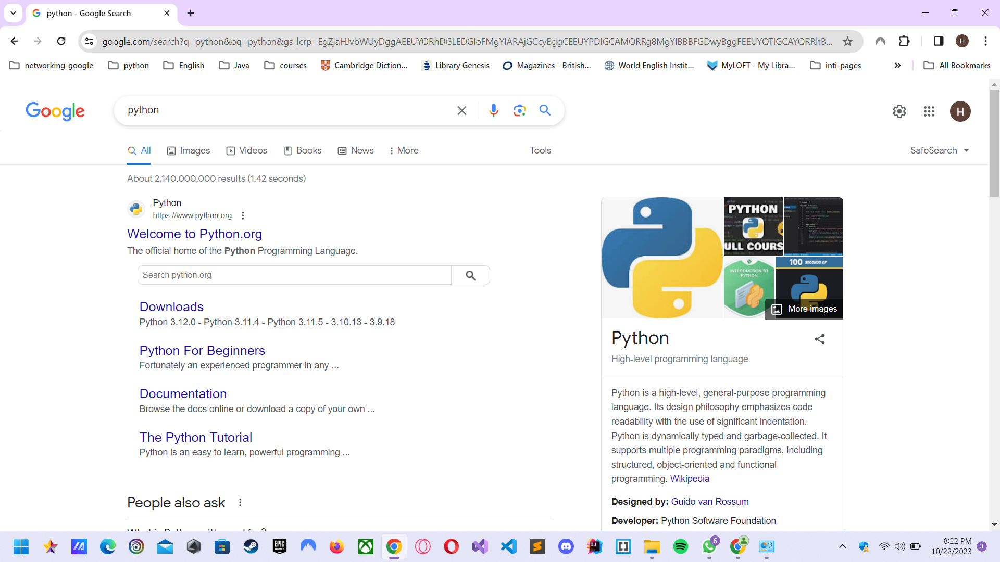 python - Google Search
google.com/search?q=python&oq=python&gs_lcrp=EgZjaHJvbWUyDggAEEUYORhDGLEDGIoFMgYIARAjGCcyBggCEEUYPDIGCAMQRRg8MgYIBBBFGDwyBggFEEUYQTIGCAYQRRhB...
H
networking-google
python
English
Java
courses
Cambridge Diction...
Library Genesis
Magazines - British...
World English Instit...
MyLOFT - My Libra...
inti-pages
All Bookmarks
Google
python
H
All
Images
Videos
Books
News
More
Tools
SafeSearch
About 2,140,000,000 results (1.42 seconds)
Python
https://www.python.org
Welcome to Python.org
The official home of the Python Programming Language.
Search python.org
Downloads
Python 3.12.0 - Python 3.11.4 - Python 3.11.5 - 3.10.13 - 3.9.18
Python For Beginners
Fortunately an experienced programmer in any ...
Documentation
Browse the docs online or download a copy of your own ...
The Python Tutorial
Python is an easy to learn, powerful programming ...
People also ask
PYTHON
ULL COURS
INTRODUCTION TO
PYTHON
100 SECONDS OF
More images
Python
High-level programming language
Python is a high-level, general-purpose programming
language. Its design philosophy emphasizes code
readability with the use of significant indentation.
Python is dynamically typed and garbage-collected. It
supports multiple programming paradigms, including
structured, object-oriented and functional
programming. Wikipedia
Designed by: Guido van Rossum
Developer: Python Software Foundation
EPIC
GAMES
IJ
6
8:22 PM
10/22/2023
3